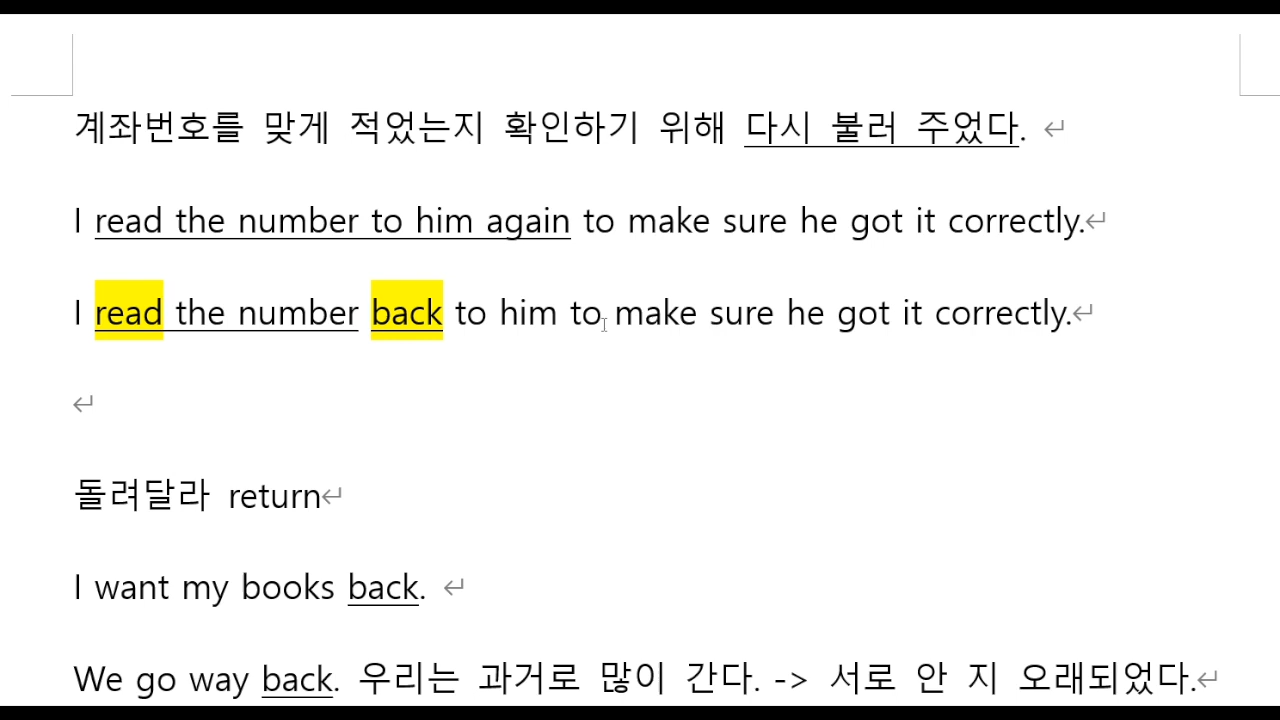 계좌번호를 맞게 적었는지 확인하기 위해 다시 불러 주었다.
I read the number to him again to make sure he got it correctly.
I read the number back to him to make sure he got it correctly.
돌려달라 return
I want my books back.
We go way back. 우리는 과거로 많이 간다. -> 서로 안 지 오래되었다.